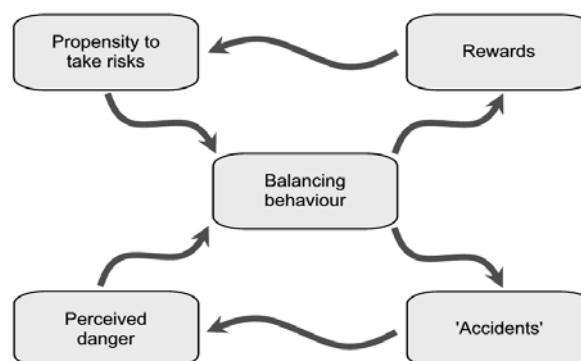 Propensity to
take risks
Rewards
Balancing
behaviour
Perceived
danger
'Accidents'